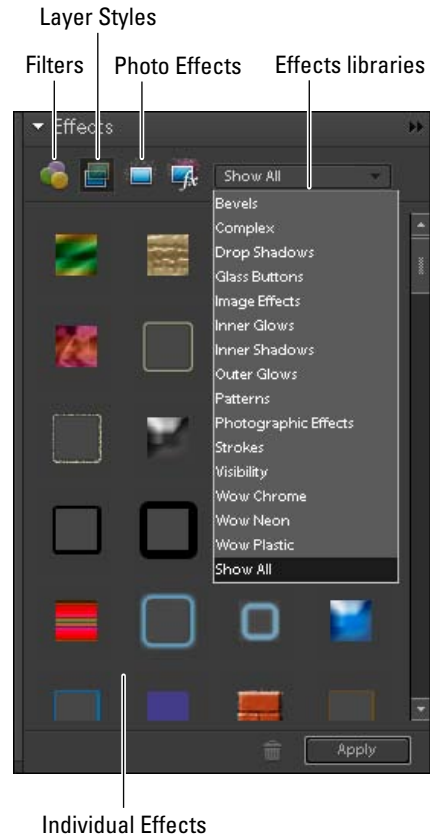 Layer Styles
Filters
Photo Effects
Effects libraries
Effects
Show All
Bevels
Complex
Drop Shadows
Glass Buttons
Image Effects
Inner Glows
Inner Shadows
Outer Glows
Patterns
Photographic Effects
Strokes
Visibility
Wow Chrome
Wow Neon
Wow Plastic
Show All
Apply
Individual Effects